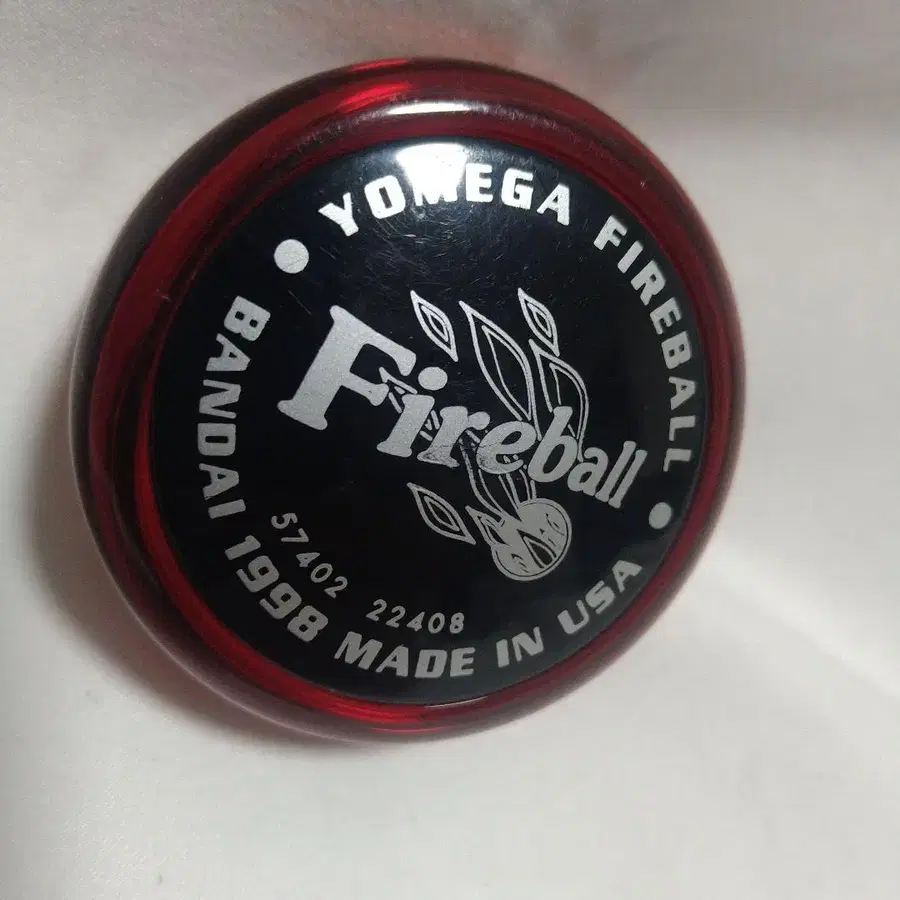 YOMEGA FIREBALL
Fireball
57402 22408
BANDAI 1998 MADE IN USA